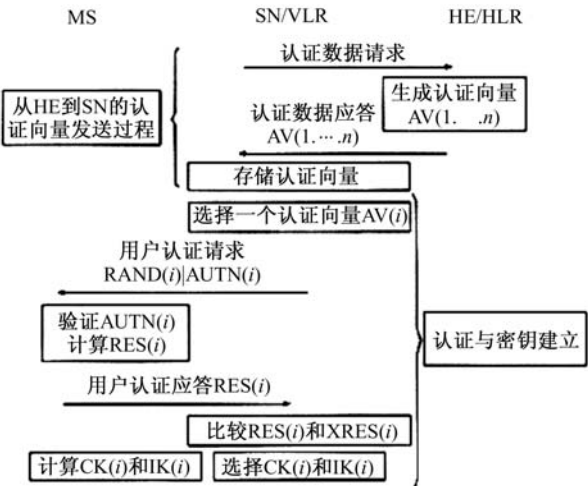 MS SN/VLR HE/HLR
认证数据请求
从HE到SN的认
证向量发送过程
生成认证向量
AV(1. .n)
认证数据应答
AV(1.….n)
存储认证向量
选择一个认证向量AV(i)
用户认证请求
RAND(i)|AUTN(i)
验证AUTN(i)
计算RES(i)
认证与密钥建立
用户认证应答RES(i)
比较RES(i)和XRES(i)
计算CK(i)和IK(i)
选择CK(i)和IK(i)